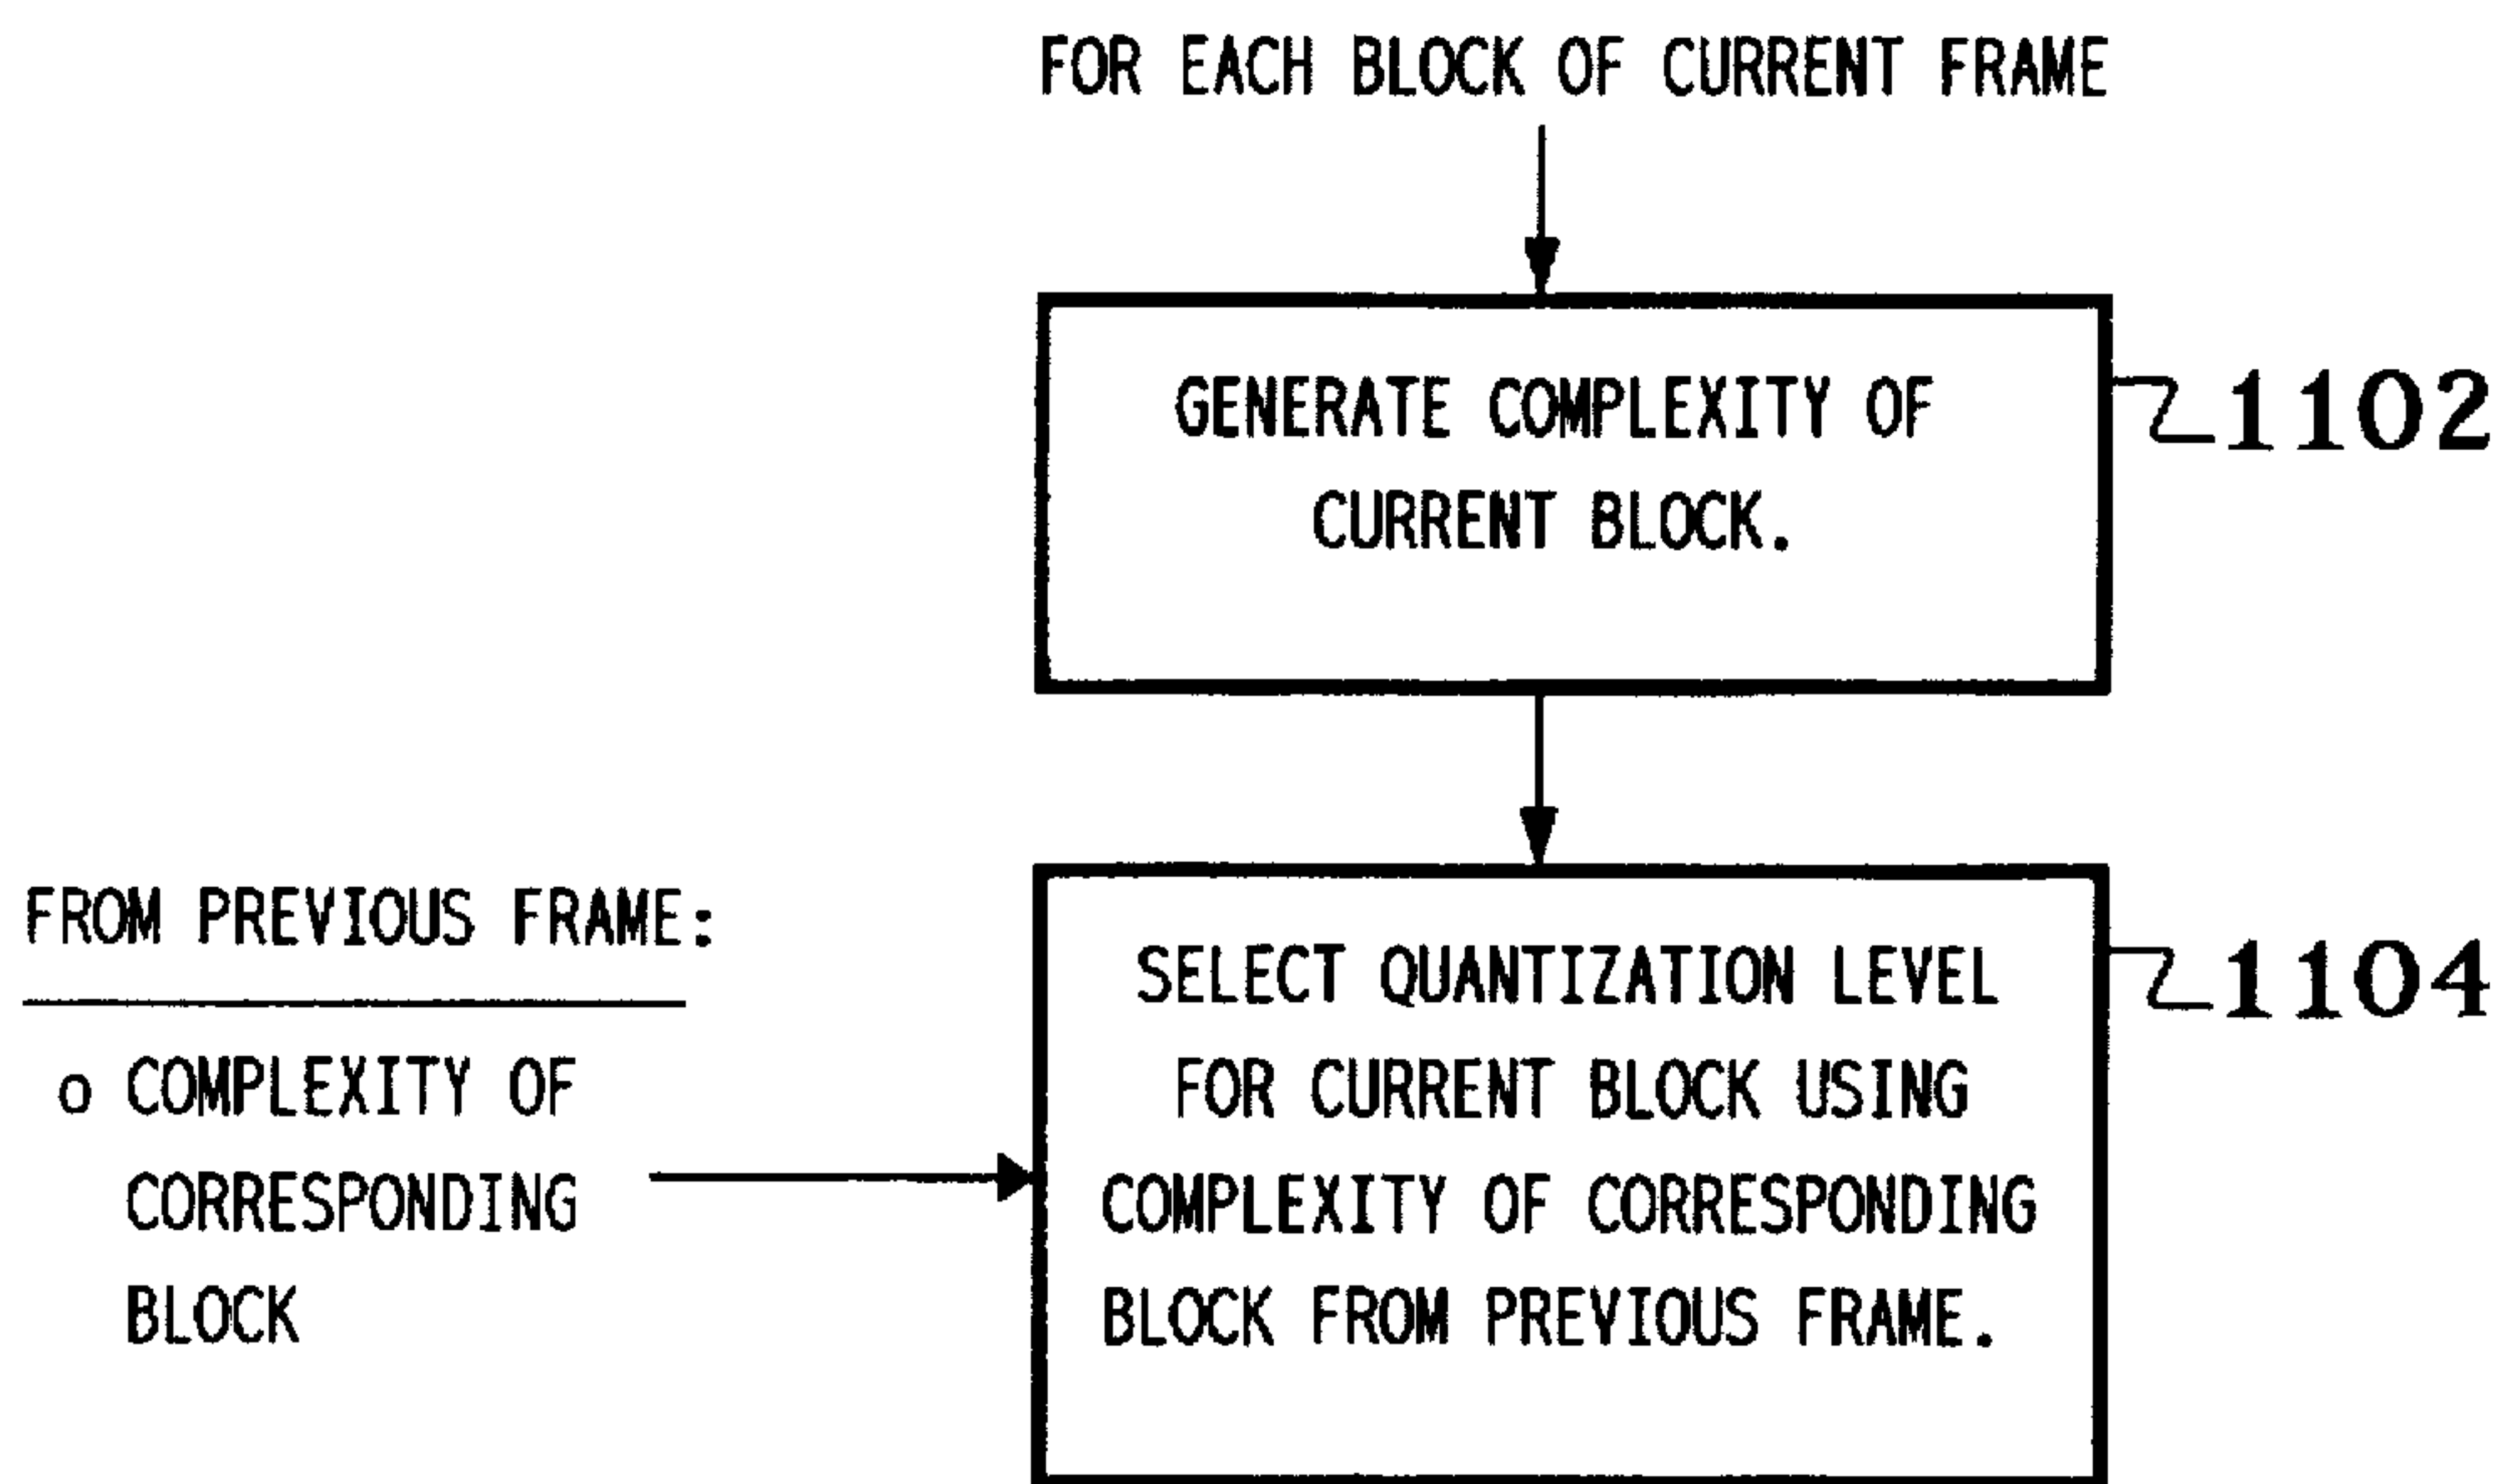 FOR EACH BLOCK OF CURRENT FRAME
GENERATE COMPLEXITY OF
CURRENT BLOCK.
1102
FROM PREVIOUS FRAME:
o COMPLEXITY OF
CORRESPONDING
BLOCK
SELECT QUANTIZATION LEVEL
FOR CURRENT BLOCK USING
COMPLEXITY OF CORRESPONDING
BLOCK FROM PREVIOUS FRAME.
1104